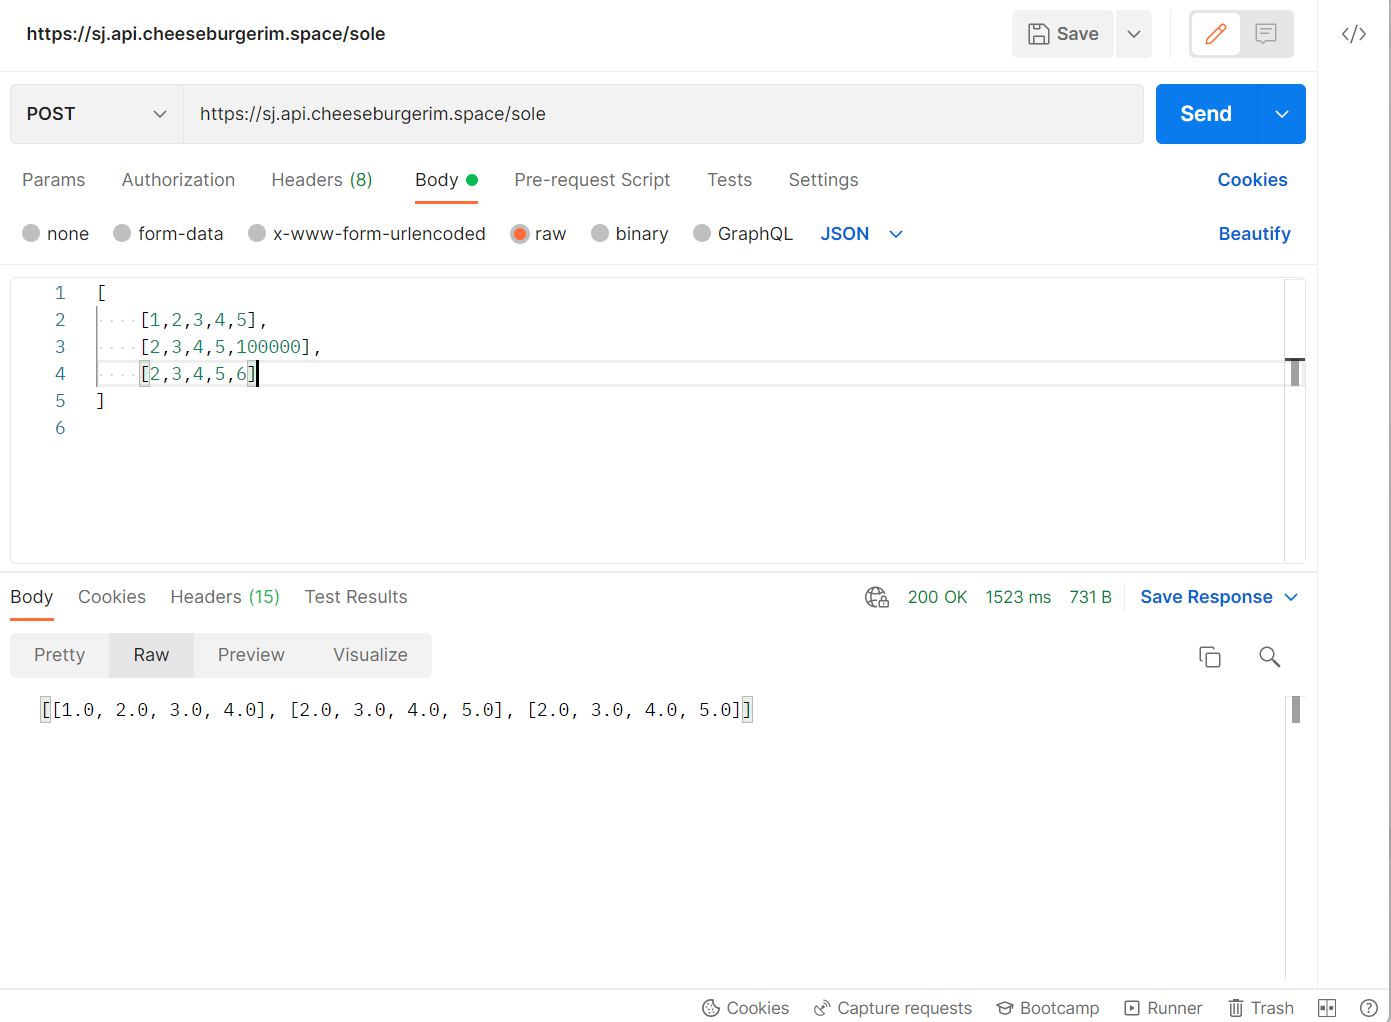 https://sj.api.cheeseburgerim.space/sole
Save
POST
https://sj.api.cheeseburgerim.space/sole
Send
Params Authorization Headers (8) Body Pre-request Script Tests Settings Cookies
none form-data x-www-form-urlencoded raw binary GraphQL JSON Beautify
1 [
2 [1,2,3,4,5],
3 [2,3,4,5,100000],
4 [2,3,4,5,6]
5 ]
6
Body Cookies Headers (15) Test Results 200 OK 1523 ms 731 B Save Response
Pretty Raw Preview Visualize
[[1.0, 2.0, 3.0, 4.0], [2.0, 3.0, 4.0, 5.0], [2.0, 3.0, 4.0, 5.0]]
Cookies Capture requests Bootcamp Runner Trash